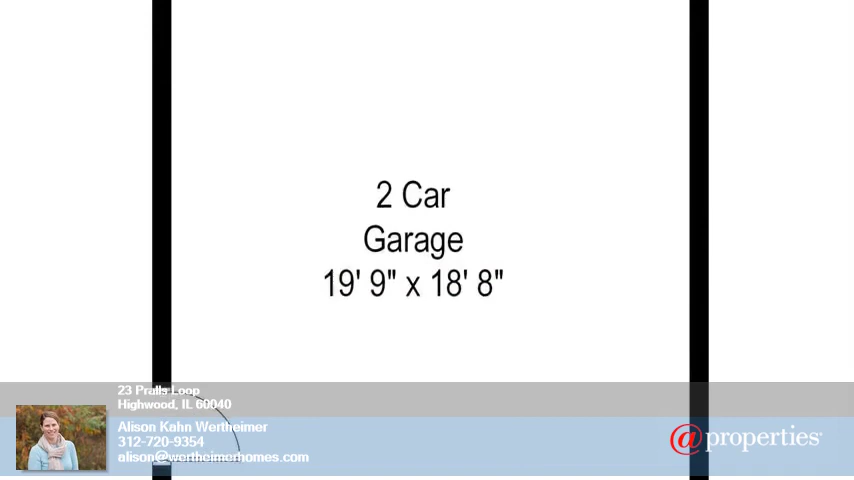 2 Car
Garage
19' 9" x 18' 8"
23 Pralls Loop
Highwood, IL 60040
Alison Kahn Wertheimer
312-720-9354
alison@wertheimerhomes.com
@properties